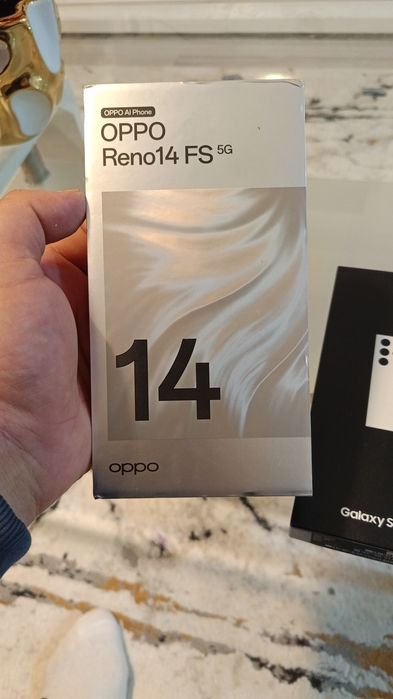 OPPO AI Phone
OPPO
Reno14 FS 5G
14
oppo
Galaxy S